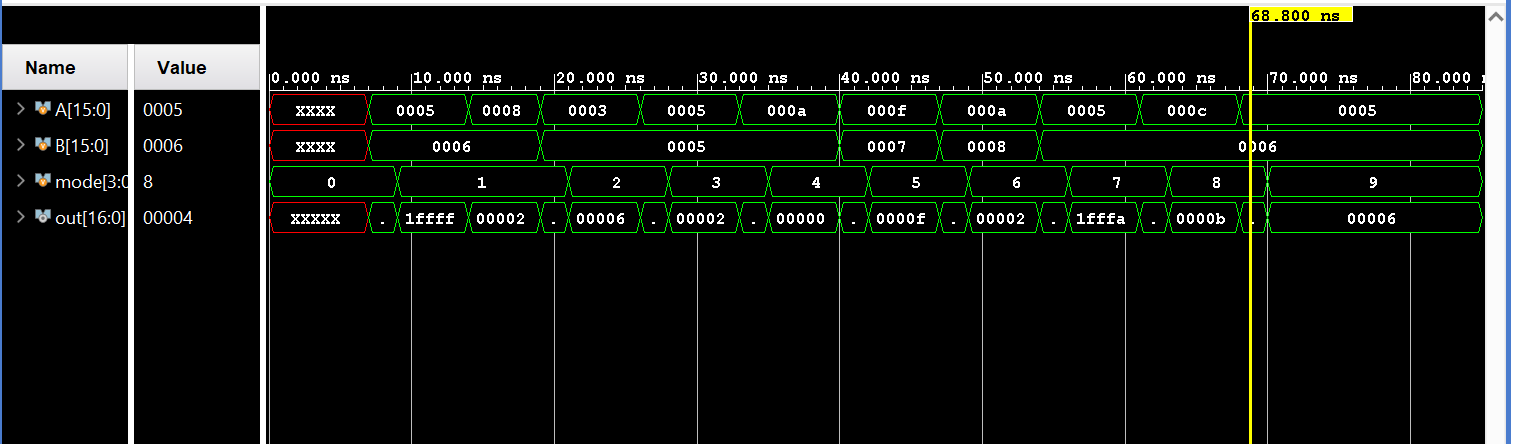 68.800 ns
Name Value
0.000 ns 10.000 ns 20.000 ns 30.000 ns 40.000 ns 50.000 ns 60.000 ns 70.000 ns 80.000
A[15:0] 0005 XXXX 0005 0008 0003 0005 000a 000f 000a 0005 000c 0005
B[15:0] 0006 XXXX 0006 0005 0007 0008 0006
mode[3:0 8 0 1 2 3 4 5 6 7 8 9
out[16:0] 00004 XXXXX . 1ffff 00002 . 00006 . 00002 . 00000 . 0000f . 00002 . 1fffa . 0000b . 00006